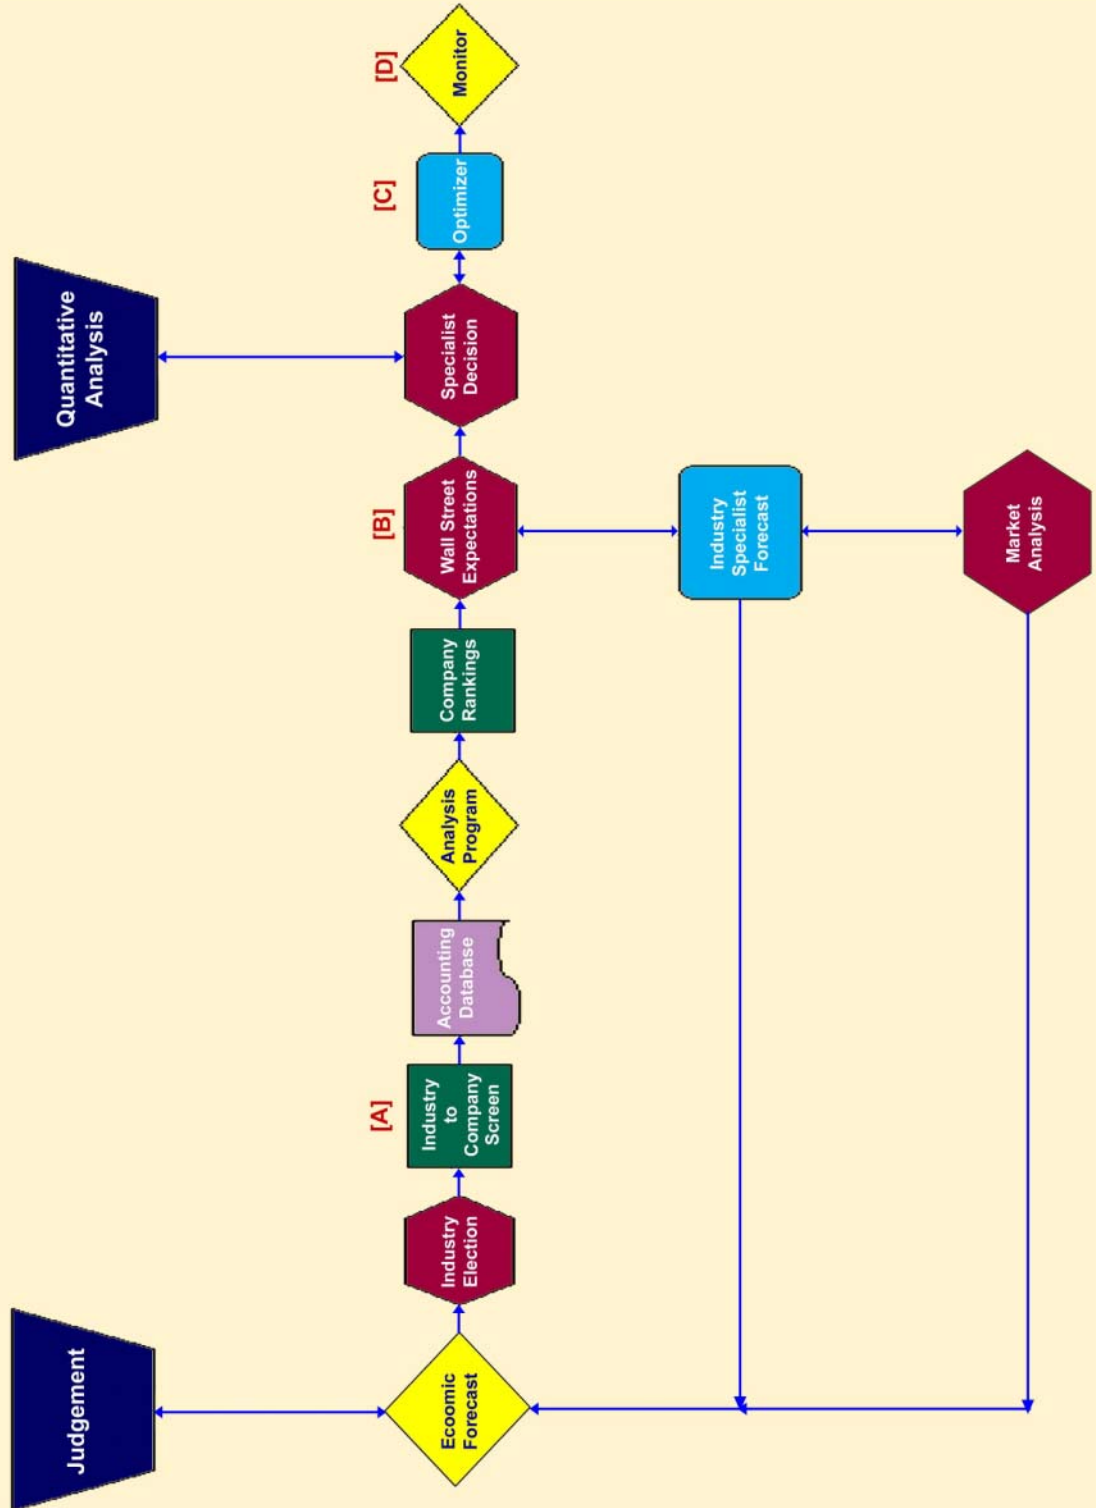 Judgement
Quantitative
Analysis
[A]
[B]
[C]
[D]
Ecoomic
Forecast
Industry
Election
Industry
to
Company
Screen
Accounting
Database
Analysis
Program
Company
Rankings
Wall Street
Expectations
Specialist
Decision
Optimizer
Monitor
Industry
Specialist
Forecast
Market
Analysis